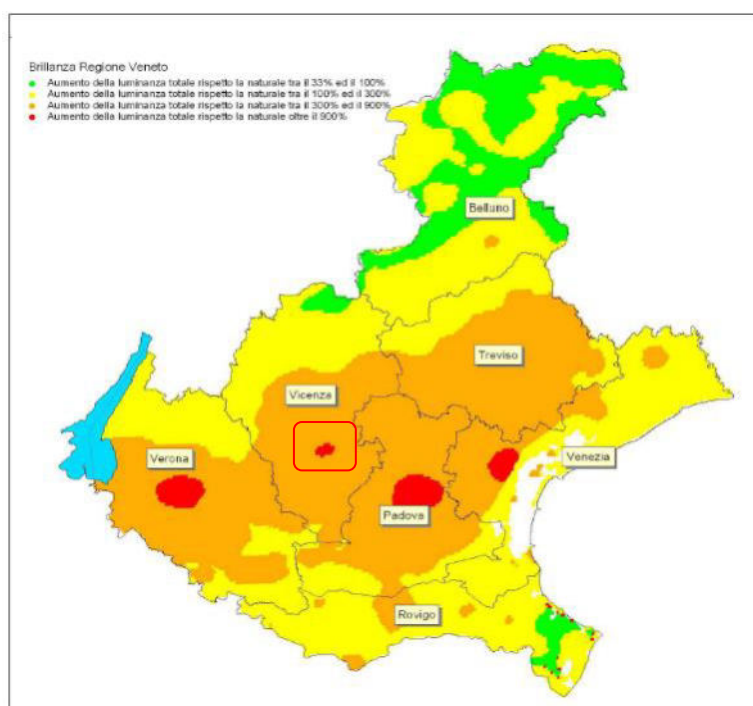 Brillanza Regione Veneto
Aumento della luminanza totale rispetto la naturale tra il 33% ed il 100%
Aumento della luminanza totale rispetto la naturale tra il 100% ed il 300%
Aumento della luminanza totale rispetto la naturale tra il 300% ed il 900%
Aumento della luminanza totale rispetto la naturale oltre il 900%
Belluno
Treviso
Vicenza
Verona
Venezia
Padova
Rovigo